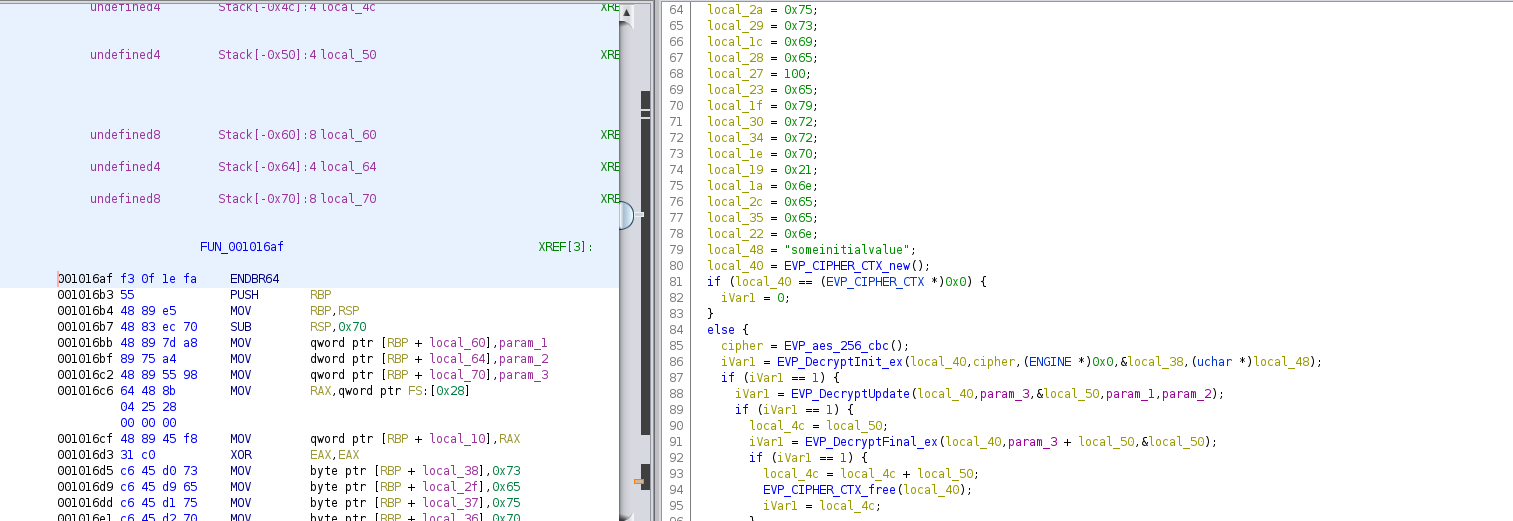 undefined4 Stack[-0x4c]:4 local_4c XRE
undefined4 Stack[-0x50]:4 local_50 XRE
undefined8 Stack[-0x60]:8 local_60 XRE
undefined4 Stack[-0x64]:4 local_64 XRE
undefined8 Stack[-0x70]:8 local_70 XRE
FUN_001016af XREF[3]:
001016af f3 0f 1e fa ENDBR64
001016b3 55 PUSH RBP
001016b4 48 89 e5 MOV RBP,RSP
001016b7 48 83 ec 70 SUB RSP,0x70
001016bb 48 89 7d a8 MOV qword ptr [RBP + local_60],param_1
001016bf 89 75 a4 MOV dword ptr [RBP + local_64],param_2
001016c2 48 89 55 98 MOV qword ptr [RBP + local_70],param_3
001016c6 64 48 8b MOV RAX,qword ptr FS:[0x28]
04 25 28
00 00 00
001016cf 48 89 45 f8 MOV qword ptr [RBP + local_10],RAX
001016d3 31 c0 XOR EAX,EAX
001016d5 c6 45 d0 73 MOV byte ptr [RBP + local_38],0x73
001016d9 c6 45 d9 65 MOV byte ptr [RBP + local_2f],0x65
001016dd c6 45 d1 75 MOV byte ptr [RBP + local_37],0x75
001016e1 c6 45 d2 70 MOV byte ptr [RBP + local_36],0x70
64 local_2a = 0x75;
65 local_29 = 0x73;
66 local_1c = 0x69;
67 local_28 = 0x65;
68 local_27 = 100;
69 local_23 = 0x65;
70 local_1f = 0x79;
71 local_30 = 0x72;
72 local_34 = 0x72;
73 local_1e = 0x70;
74 local_19 = 0x21;
75 local_1a = 0x6e;
76 local_2c = 0x65;
77 local_35 = 0x65;
78 local_22 = 0x6e;
79 local_48 = "someinitialvalue";
80 local_40 = EVP_CIPHER_CTX_new();
81 if (local_40 == (EVP_CIPHER_CTX *)0x0) {
82 iVar1 = 0;
83 }
84 else {
85 cipher = EVP_aes_256_cbc();
86 iVar1 = EVP_DecryptInit_ex(local_40,cipher,(ENGINE *)0x0,&local_38,(uchar *)local_48);
87 if (iVar1 == 1) {
88 iVar1 = EVP_DecryptUpdate(local_40,param_3,&local_50,param_1,param_2);
89 if (iVar1 == 1) {
90 local_4c = local_50;
91 iVar1 = EVP_DecryptFinal_ex(local_40,param_3 + local_50,&local_50);
92 if (iVar1 == 1) {
93 local_4c = local_4c + local_50;
94 EVP_CIPHER_CTX_free(local_40);
95 iVar1 = local_4c;